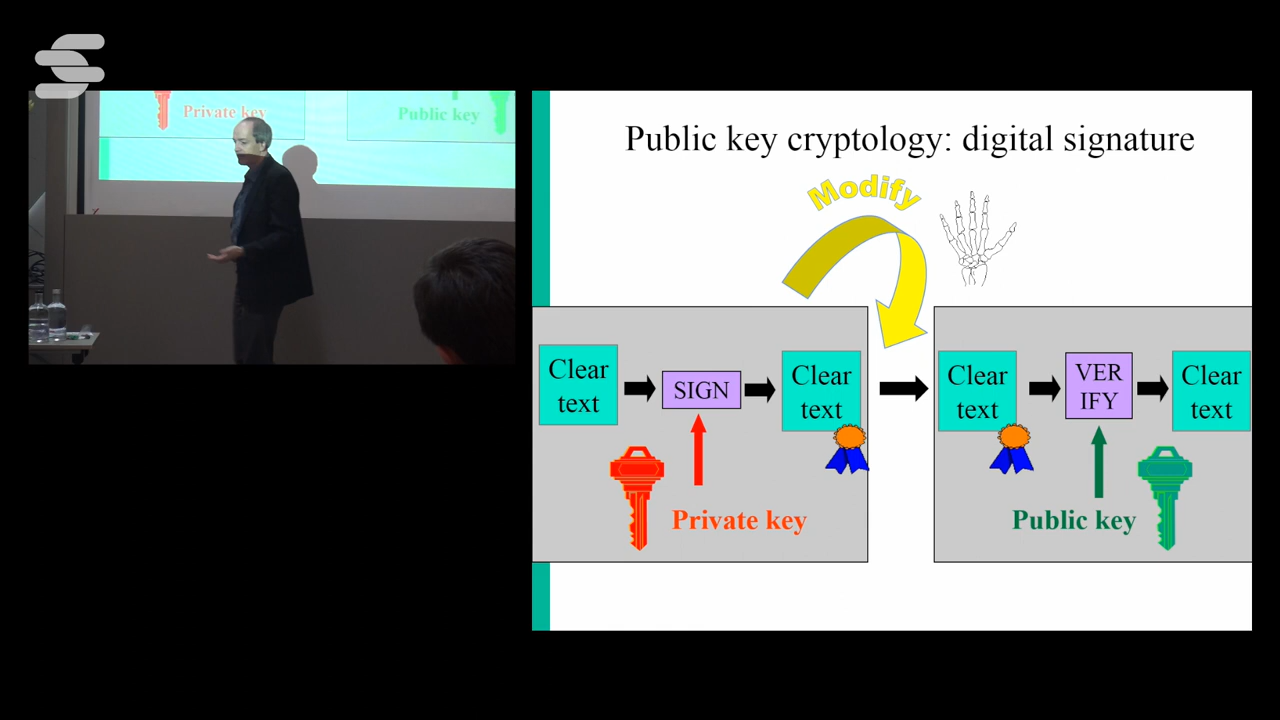 Private key
Public key
Public key cryptology: digital signature
Modify
Clear
text
SIGN
Clear
text
Clear
text
VER
IFY
Clear
text
Private key
Public key